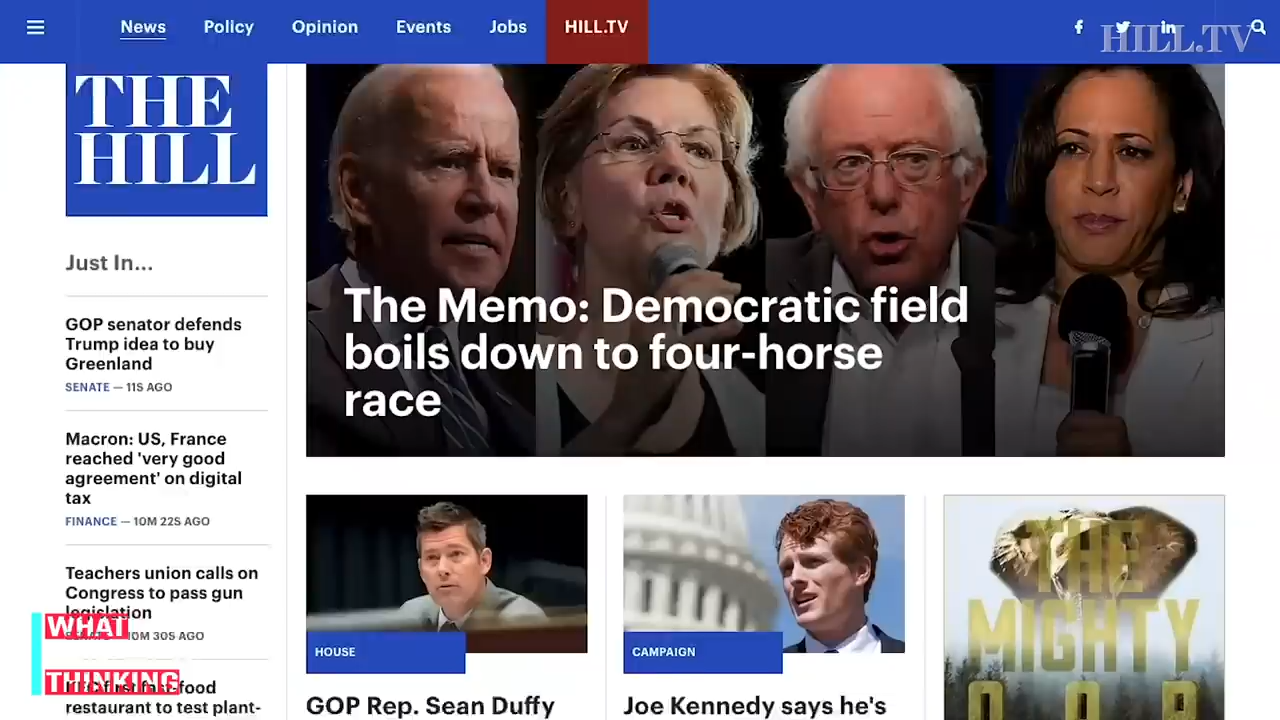 News Policy Opinion Events Jobs HILL.TV
HILL.TV
THE
HILL
Just In...
GOP senator defends
Trump idea to buy
Greenland
SENATE — 11S AGO
Macron: US, France
reached 'very good
agreement' on digital
tax
FINANCE — 10M 22S AGO
Teachers union calls on
Congress to pass gun
legislation
SENATE — 10M 30S AGO
WHAT
THINKING
restaurant to test plant-
The Memo: Democratic field
boils down to four-horse
race
HOUSE
GOP Rep. Sean Duffy
CAMPAIGN
Joe Kennedy says he's
THE
MIGHTY